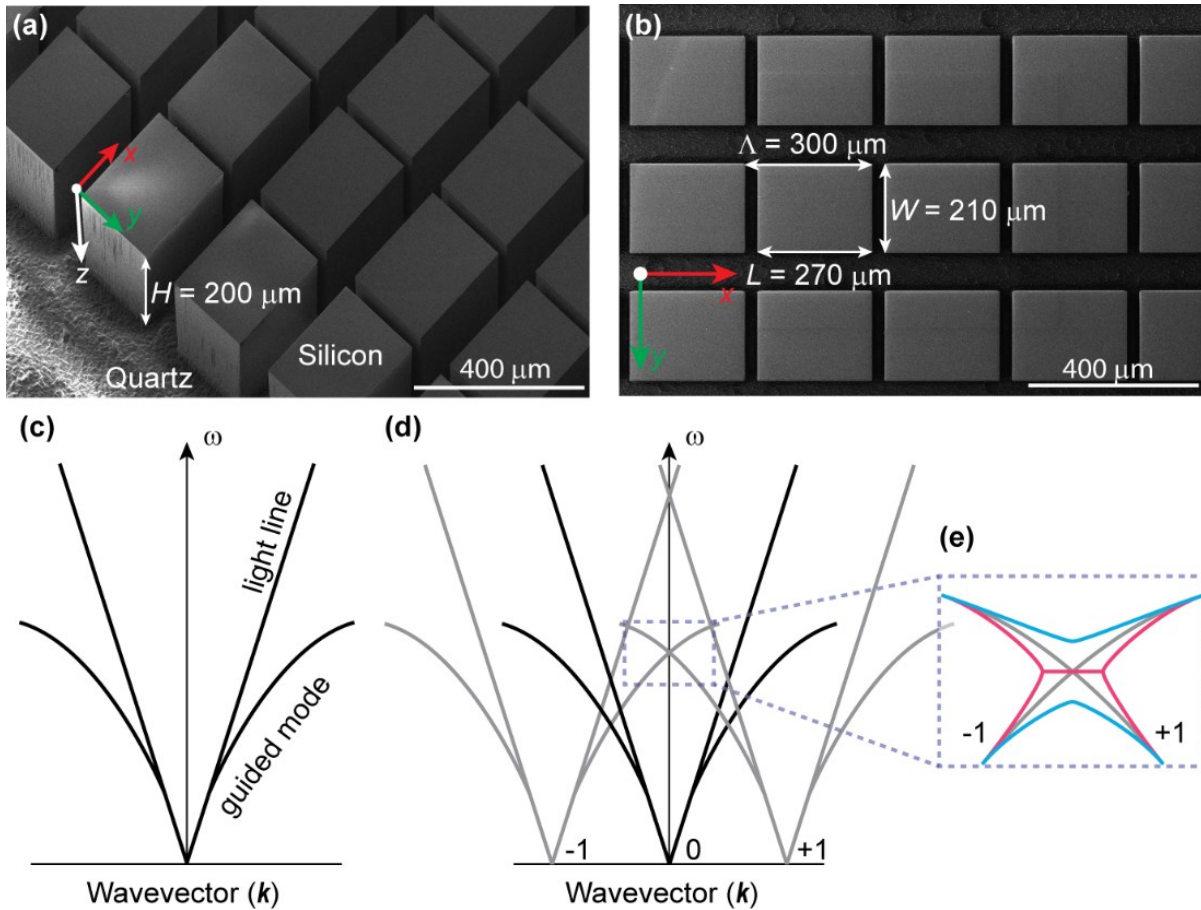 (a)
x
y
z
H = 200 μm
Silicon
Quartz
400 μm
(b)
Λ = 300 μm
W = 210 μm
L = 270 μm
x
y
400 μm
(c)
ω
light line
guided mode
Wavevector (k)
(d)
ω
-1
0
+1
Wavevector (k)
(e)
-1
+1